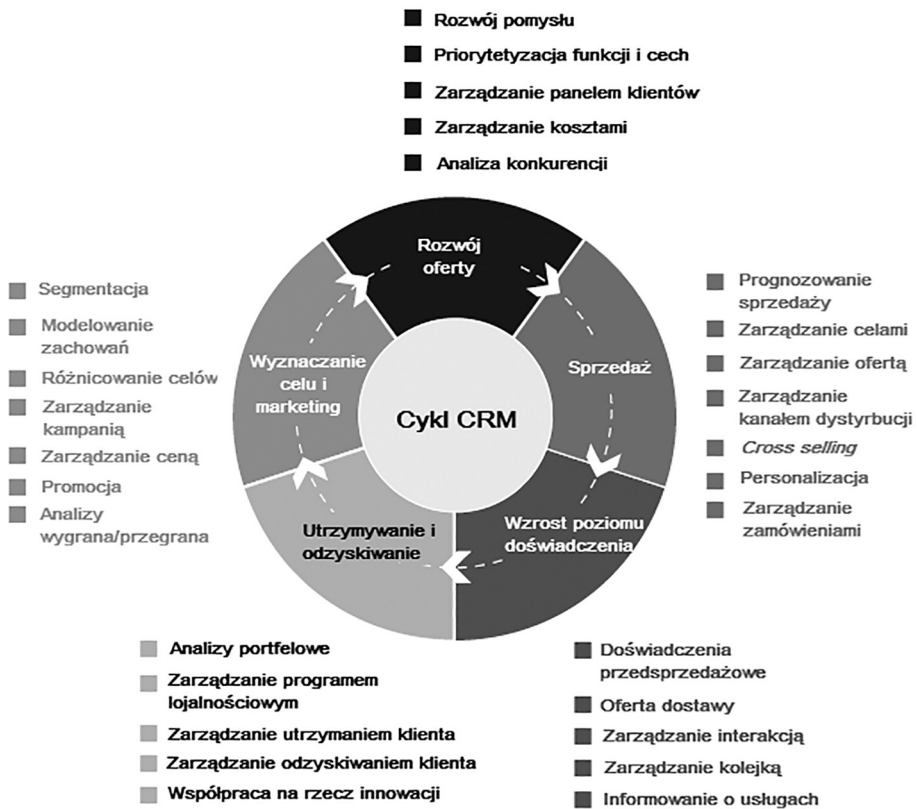 Rozwój pomysłu
Priorytetyzacja funkcji i cech
Zarządzanie panelem klientów
Zarządzanie kosztami
Analiza konkurencji
Rozwój
oferty
Segmentacja
Modelowanie
zachowań
Różnicowanie celów
Zarządzanie
kampanią
Zarządzanie ceną
Promocja
Analizy
wygrana/przegrana
Wyznaczanie
celu i
marketing
Cykl CRM
Sprzedaż
Prognozowanie
sprzedaży
Zarządzanie celami
Zarządzanie ofertą
Zarządzanie
kanałem dystyrbucji
Cross selling
Personalizacja
Zarządzanie
zamówieniami
Utrzymywanie i
odzyskiwanie
Wzrost poziomu
doświadczenia
Analizy portfelowe
Zarządzanie programem
lojalnościowym
Zarządzanie utrzymaniem klienta
Zarządzanie odzyskiwaniem klienta
Współpraca na rzecz innowacji
Doświadczenia
przedsprzedażowe
Oferta dostawy
Zarządzanie interakcją
Zarządzanie kolejką
Informowanie o usługach